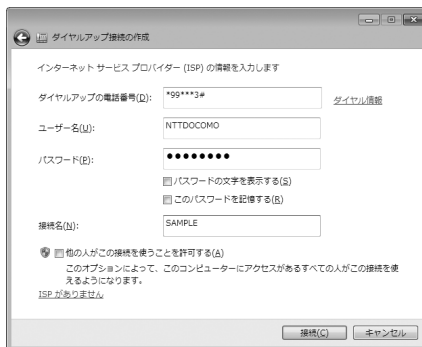 ダイヤルアップ接続の作成
インターネット サービス プロバイダー (ISP) の情報を入力します
ダイヤルアップの電話番号(D): *99***3# ダイヤル情報
ユーザー名(U): NTTDOCOMO
パスワード(P): ●●●●●●●●
パスワードの文字を表示する(S)
このパスワードを記憶する(R)
接続名(N): SAMPLE
他の人がこの接続を使うことを許可する(A)
このオプションによって、このコンピューターにアクセスがあるすべての人がこの接続を使
えるようになります。
ISP がありません
接続(C) キャンセル